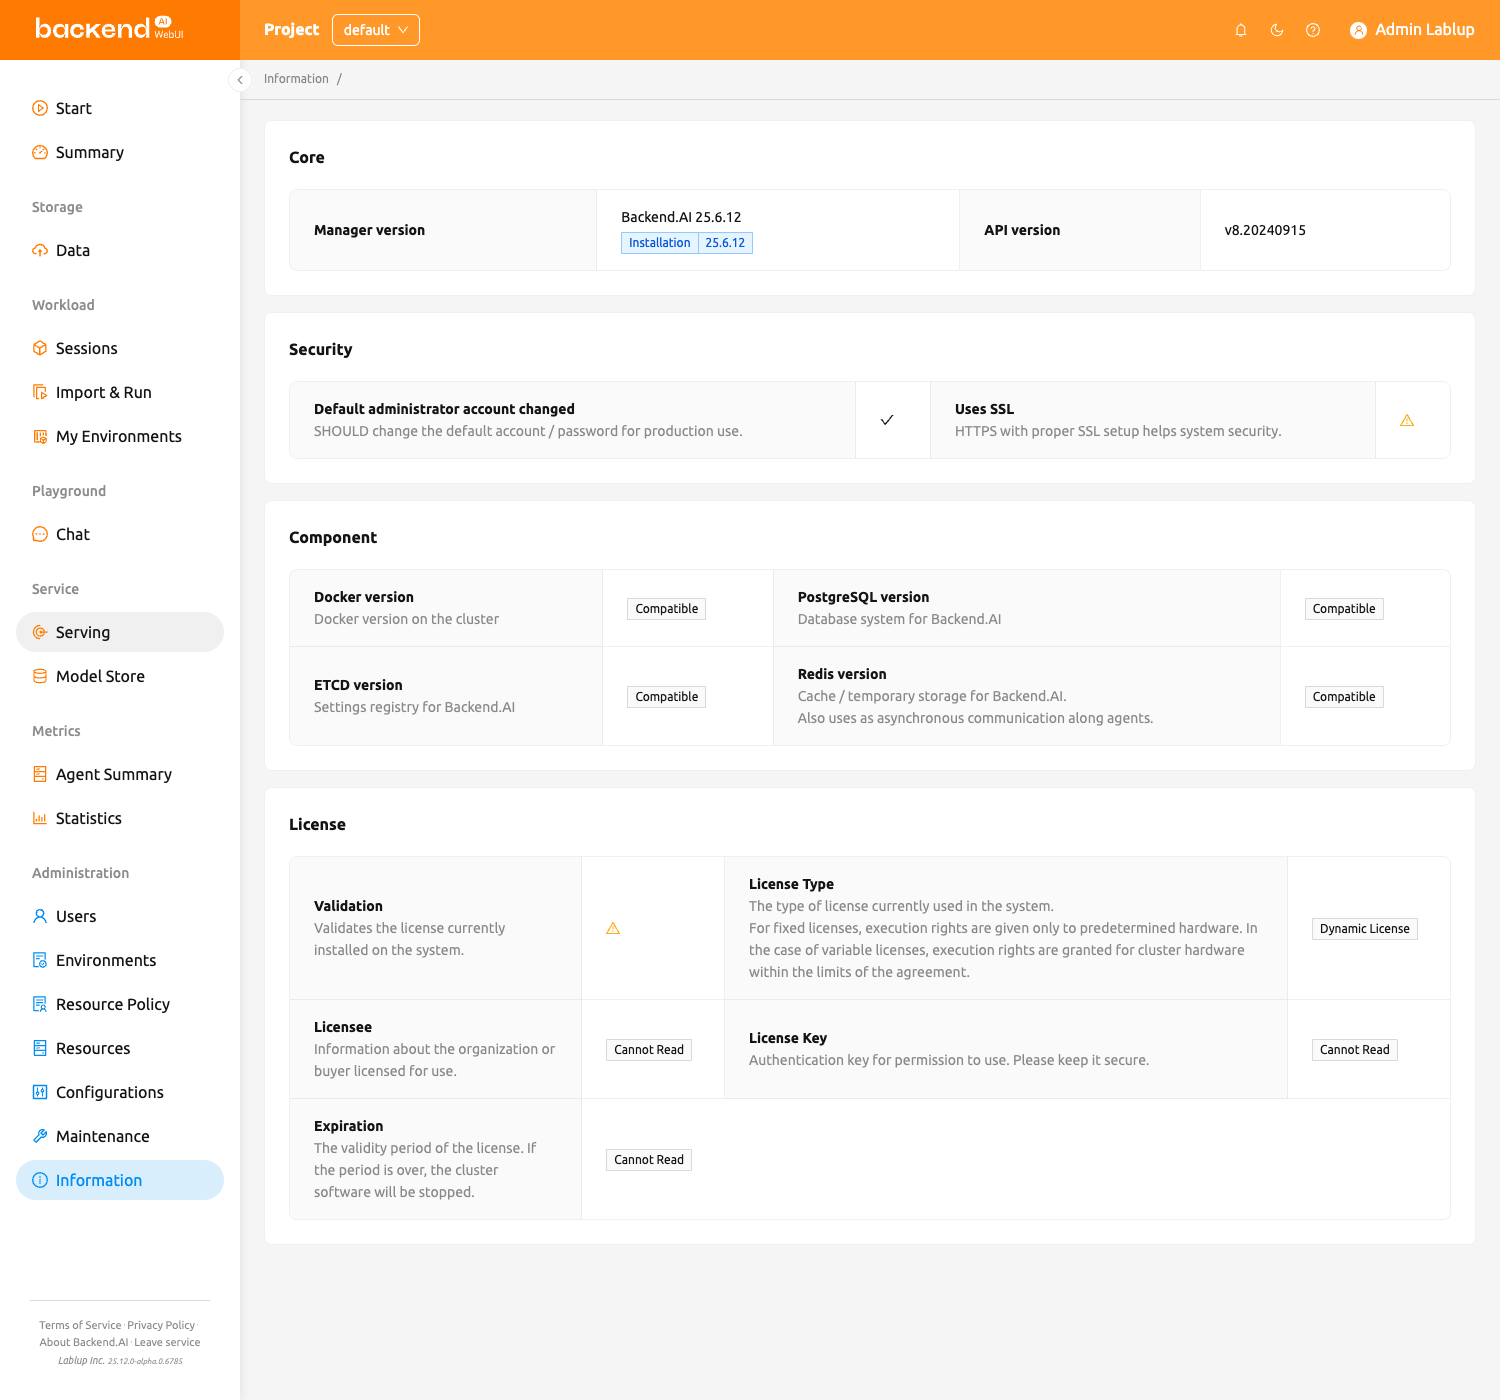 backend AI WebUI
Project default
Admin Lablup
Information /
Start
Summary
Storage
Data
Workload
Sessions
Import & Run
My Environments
Playground
Chat
Service
Serving
Model Store
Metrics
Agent Summary
Statistics
Administration
Users
Environments
Resource Policy
Resources
Configurations
Maintenance
Information
Terms of Service · Privacy Policy ·
About Backend.AI · Leave service
Lablup Inc. 25.12.0-alpha.0.6785
Core
Manager version
Backend.AI 25.6.12
Installation 25.6.12
API version
v8.20240915
Security
Default administrator account changed
SHOULD change the default account / password for production use.
Uses SSL
HTTPS with proper SSL setup helps system security.
Component
Docker version
Docker version on the cluster
Compatible
PostgreSQL version
Database system for Backend.AI
Compatible
ETCD version
Settings registry for Backend.AI
Compatible
Redis version
Cache / temporary storage for Backend.AI.
Also uses as asynchronous communication along agents.
Compatible
License
Validation
Validates the license currently
installed on the system.
License Type
The type of license currently used in the system.
For fixed licenses, execution rights are given only to predetermined hardware. In
the case of variable licenses, execution rights are granted for cluster hardware
within the limits of the agreement.
Dynamic License
Licensee
Information about the organization or
buyer licensed for use.
Cannot Read
License Key
Authentication key for permission to use. Please keep it secure.
Cannot Read
Expiration
The validity period of the license. If
the period is over, the cluster
software will be stopped.
Cannot Read